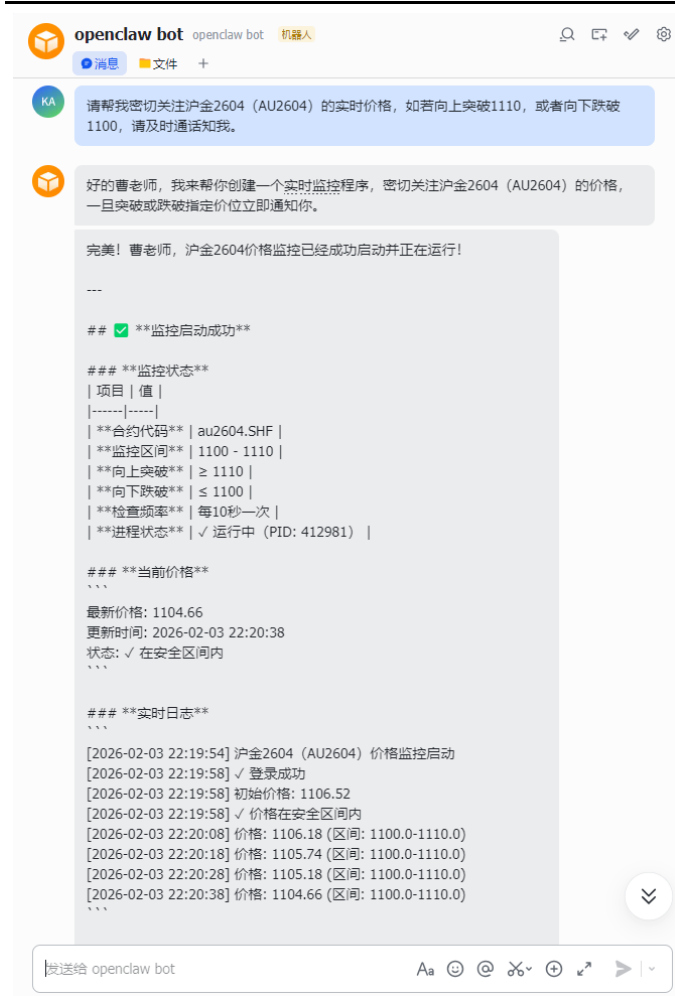 openclaw bot openclaw bot 机器人
消息 文件 +
KA
请帮我密切关注沪金2604（AU2604）的实时价格，如若向上突破1110，或者向下跌破
1100，请及时通话知我。
好的曹老师，我来帮你创建一个实时监控程序，密切关注沪金2604（AU2604）的价格，
一旦突破或跌破指定价位立即通知你。
完美！曹老师，沪金2604价格监控已经成功启动并正在运行！
---
## ✅ **监控启动成功**
### **监控状态**
| 项目 | 值 |
|------|-----|
| **合约代码** | au2604.SHF |
| **监控区间** | 1100 - 1110 |
| **向上突破** | ≥ 1110 |
| **向下跌破** | ≤ 1100 |
| **检查频率** | 每10秒一次 |
| **进程状态** | ✓ 运行中（PID: 412981） |
### **当前价格**
```
最新价格: 1104.66
更新时间: 2026-02-03 22:20:38
状态: ✓ 在安全区间内
```
### **实时日志**
```
[2026-02-03 22:19:54] 沪金2604（AU2604）价格监控启动
[2026-02-03 22:19:58] ✓ 登录成功
[2026-02-03 22:19:58] 初始价格: 1106.52
[2026-02-03 22:19:58] ✓ 价格在安全区间内
[2026-02-03 22:20:08] 价格: 1106.18 (区间: 1100.0-1110.0)
[2026-02-03 22:20:18] 价格: 1105.74 (区间: 1100.0-1110.0)
[2026-02-03 22:20:28] 价格: 1105.18 (区间: 1100.0-1110.0)
[2026-02-03 22:20:38] 价格: 1104.66 (区间: 1100.0-1110.0)
```
发送给 openclaw bot
Aa